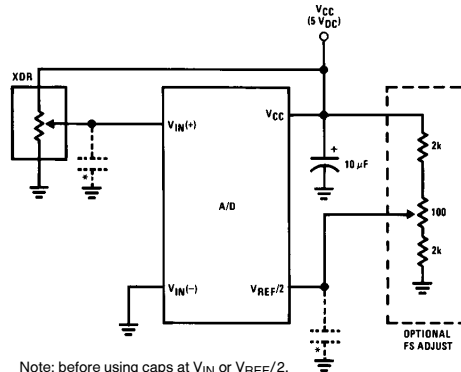 VCC
(5 VDC)
XDR
VIN(+)
VCC
2k
+
10 µF
*
100
A/D
2k
VIN(−)
VREF/2
*
OPTIONAL
FS ADJUST
Note: before using caps at VIN or VREF/2,